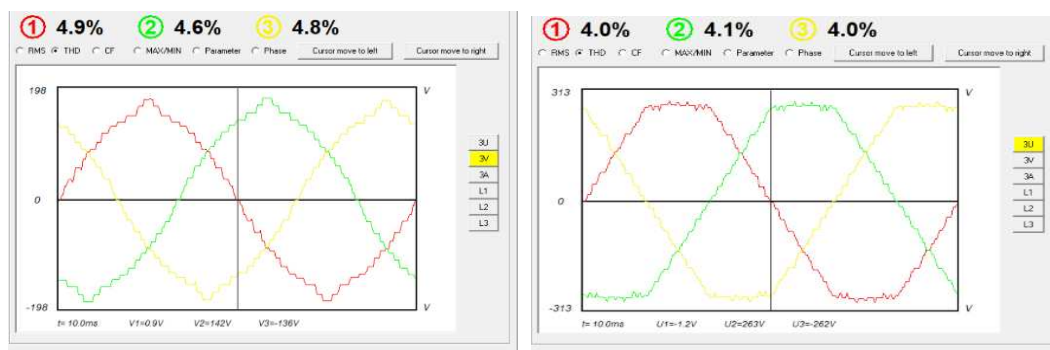 1 4.9% 2 4.6% 3 4.8%
RMS THD CF MAX/MIN Parameter Phase Cursor move to left Cursor move to right
198 V
0
-198 V
3U
3V
3A
L1
L2
L3
t= 10.0ms V1=0.9V V2=142V V3=-136V
1 4.0% 2 4.1% 3 4.0%
RMS THD CF MAX/MIN Parameter Phase Cursor move to left Cursor move to right
313 V
0
-313 V
3U
3V
3A
L1
L2
L3
t= 10.0ms U1=-1.2V U2=263V U3=-262V